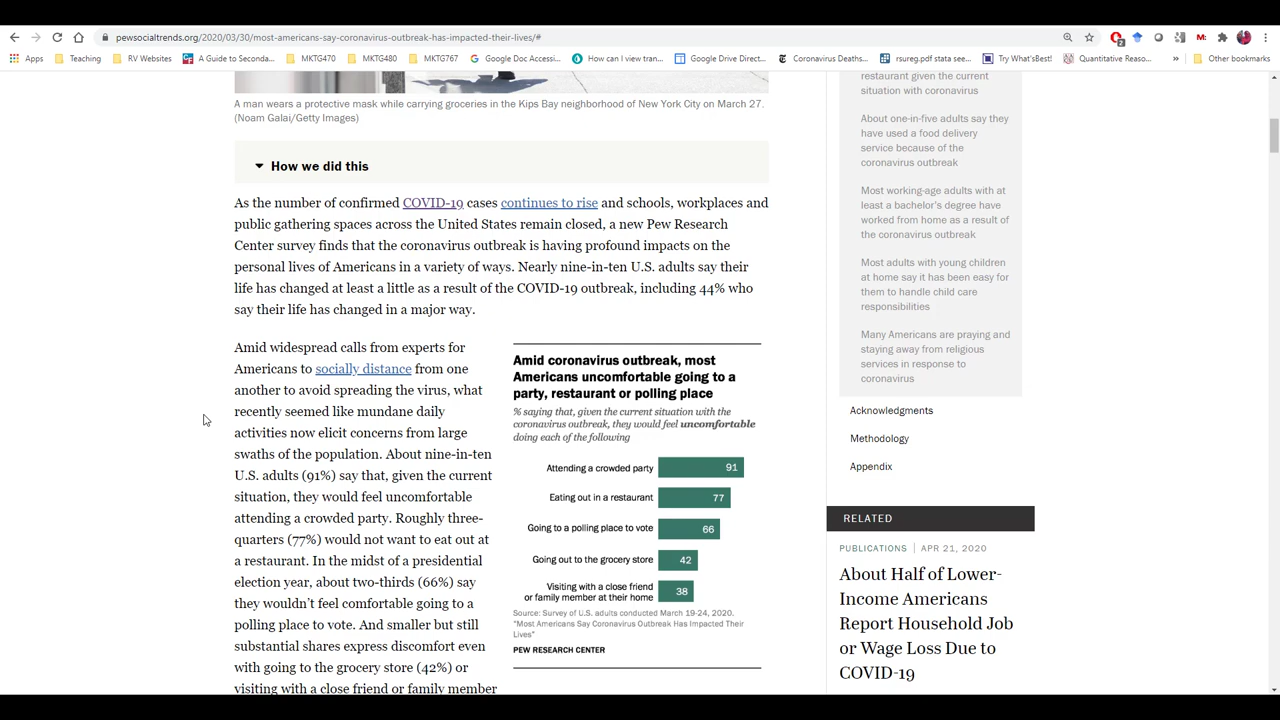 pewsocialtrends.org/2020/03/30/most-americans-say-coronavirus-outbreak-has-impacted-their-lives/#
Apps Teaching RV Websites A Guide to Seconda... MKTG470 MKTG480 MKTG767 Google Doc Accessi... How can I view tran... Google Drive Direct... Coronavirus Deaths... rsureg.pdf stata see... Try What'sBest! Quantitative Reaso... » Other bookmarks
A man wears a protective mask while carrying groceries in the Kips Bay neighborhood of New York City on March 27.
(Noam Galai/Getty Images)
How we did this
As the number of confirmed COVID-19 cases continues to rise and schools, workplaces and
public gathering spaces across the United States remain closed, a new Pew Research
Center survey finds that the coronavirus outbreak is having profound impacts on the
personal lives of Americans in a variety of ways. Nearly nine-in-ten U.S. adults say their
life has changed at least a little as a result of the COVID-19 outbreak, including 44% who
say their life has changed in a major way.
Amid widespread calls from experts for
Americans to socially distance from one
another to avoid spreading the virus, what
recently seemed like mundane daily
activities now elicit concerns from large
swaths of the population. About nine-in-ten
U.S. adults (91%) say that, given the current
situation, they would feel uncomfortable
attending a crowded party. Roughly three-
quarters (77%) would not want to eat out at
a restaurant. In the midst of a presidential
election year, about two-thirds (66%) say
they wouldn't feel comfortable going to a
polling place to vote. And smaller but still
substantial shares express discomfort even
with going to the grocery store (42%) or
visiting with a close friend or family member
Amid coronavirus outbreak, most
Americans uncomfortable going to a
party, restaurant or polling place
% saying that, given the current situation with the
coronavirus outbreak, they would feel uncomfortable
doing each of the following
Attending a crowded party 91
Eating out in a restaurant 77
Going to a polling place to vote 66
Going out to the grocery store 42
Visiting with a close friend
or family member at their home 38
Source: Survey of U.S. adults conducted March 19-24, 2020.
"Most Americans Say Coronavirus Outbreak Has Impacted Their
Lives"
PEW RESEARCH CENTER
restaurant given the current
situation with coronavirus
About one-in-five adults say they
have used a food delivery
service because of the
coronavirus outbreak
Most working-age adults with at
least a bachelor's degree have
worked from home as a result of
the coronavirus outbreak
Most adults with young children
at home say it has been easy for
them to handle child care
responsibilities
Many Americans are praying and
staying away from religious
services in response to
coronavirus
Acknowledgments
Methodology
Appendix
RELATED
PUBLICATIONS | APR 21, 2020
About Half of Lower-
Income Americans
Report Household Job
or Wage Loss Due to
COVID-19